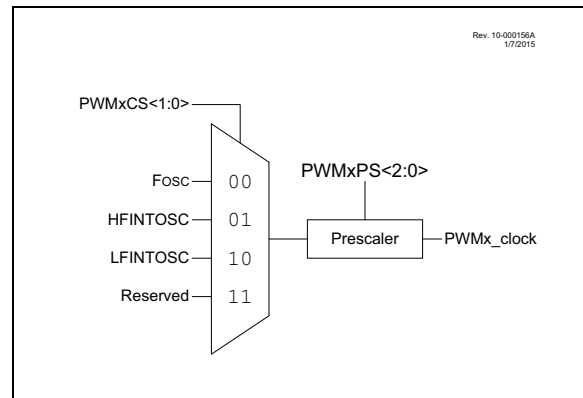 Rev. 10-000156A
1/7/2015
PWMxCS<1:0>
PWMxPS<2:0>
FOSC 00
HFINTOSC 01
Prescaler
PWMx_clock
LFINTOSC 10
Reserved 11